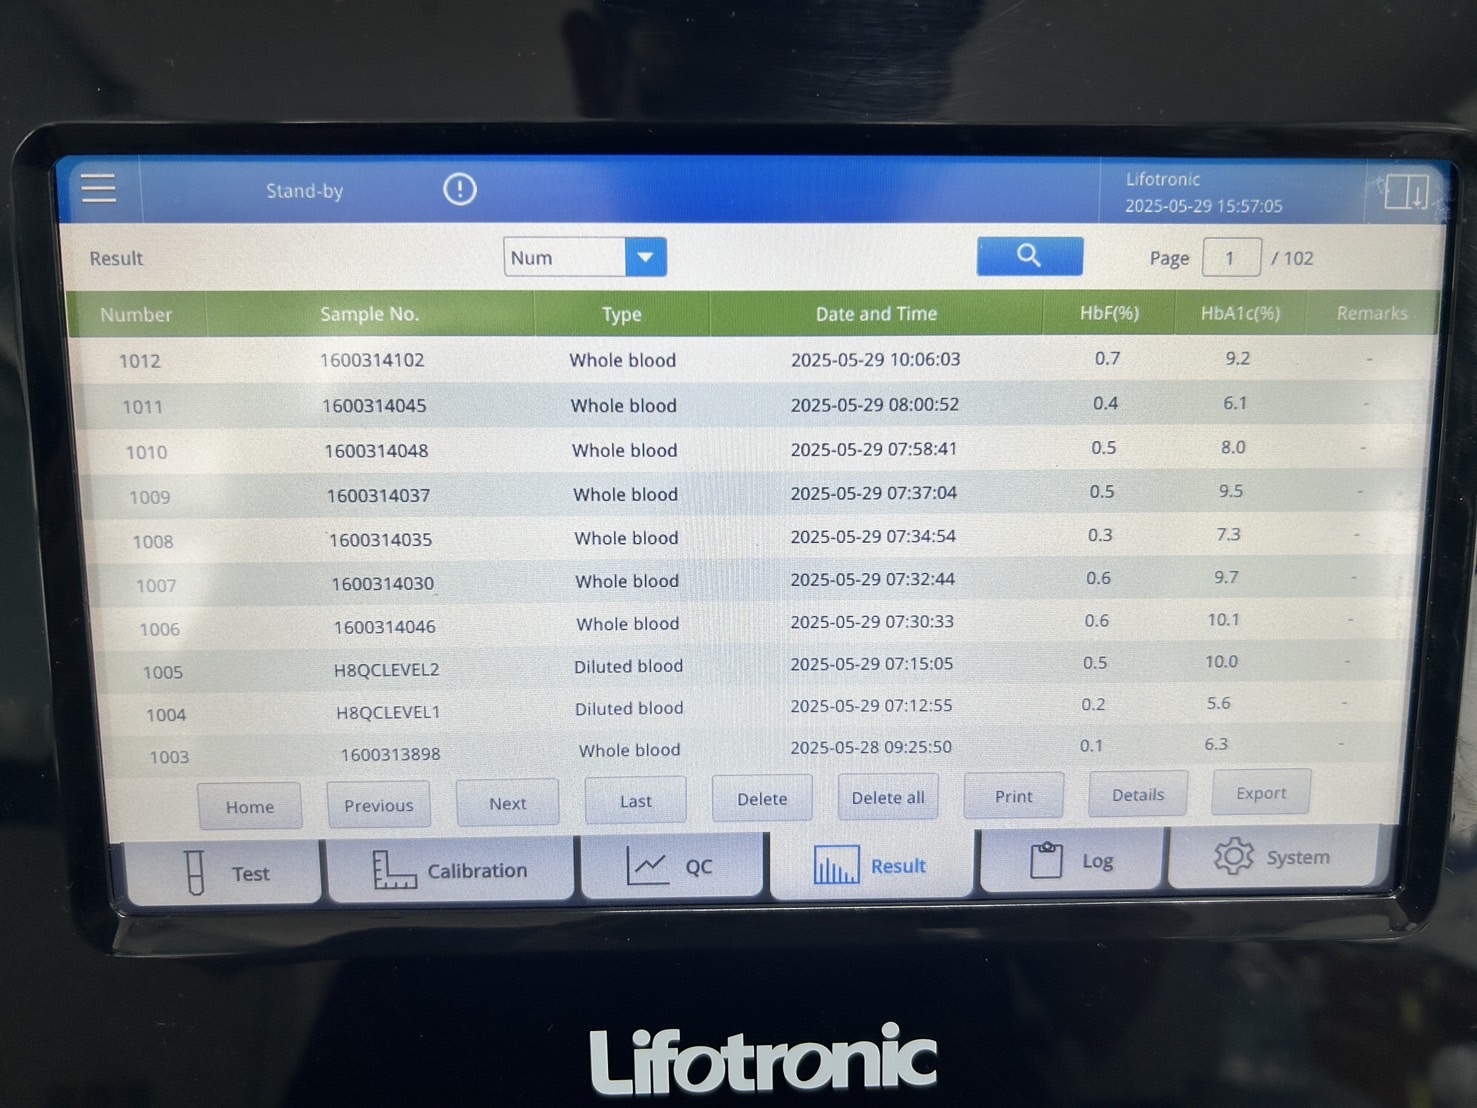 Stand-by
Lifotronic
2025-05-29 15:57:05
Result Num Page 1 / 102
Number Sample No. Type Date and Time HbF(%) HbA1c(%) Remarks
1012 1600314102 Whole blood 2025-05-29 10:06:03 0.7 9.2 -
1011 1600314045 Whole blood 2025-05-29 08:00:52 0.4 6.1 -
1010 1600314048 Whole blood 2025-05-29 07:58:41 0.5 8.0 -
1009 1600314037 Whole blood 2025-05-29 07:37:04 0.5 9.5 -
1008 1600314035 Whole blood 2025-05-29 07:34:54 0.3 7.3 -
1007 1600314030 Whole blood 2025-05-29 07:32:44 0.6 9.7 -
1006 1600314046 Whole blood 2025-05-29 07:30:33 0.6 10.1 -
1005 H8QCLEVEL2 Diluted blood 2025-05-29 07:15:05 0.5 10.0 -
1004 H8QCLEVEL1 Diluted blood 2025-05-29 07:12:55 0.2 5.6 -
1003 1600313898 Whole blood 2025-05-28 09:25:50 0.1 6.3 -
Home Previous Next Last Delete Delete all Print Details Export
Test Calibration QC Result Log System
Lifotronic